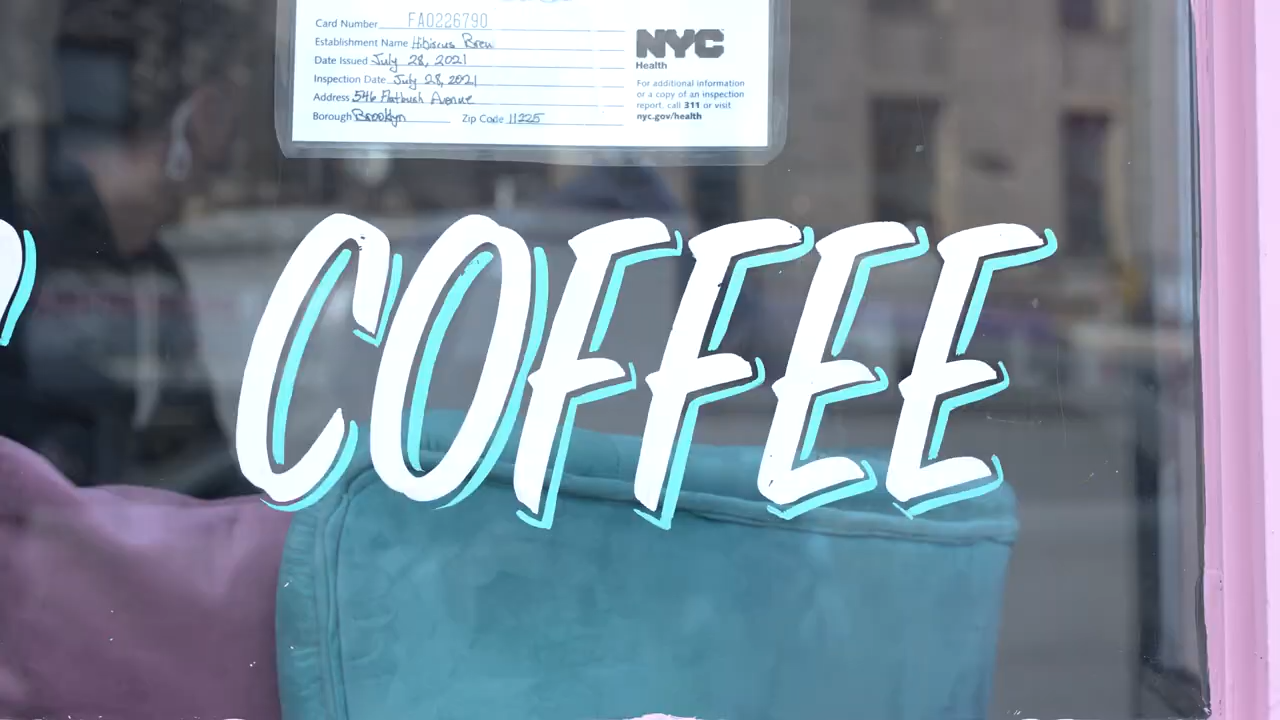 Card Number FA0226790
Establishment Name Hibiscus Brew
Date Issued July 28, 2021
Inspection Date July 28, 2021
Address 546 Flatbush Avenue
Borough Brooklyn Zip Code 11225
NYC
Health
For additional information
or a copy of an inspection
report, call 311 or visit
nyc.gov/health
COFFEE